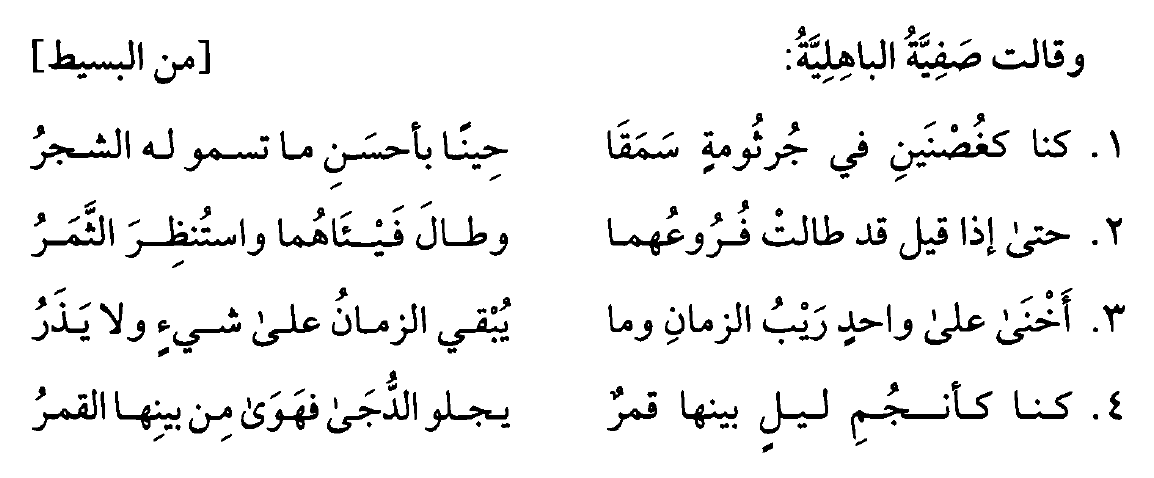 وقالت صَفِيَّةُ الباهِلِيَّةُ: [من البسيط]
١. كنا كغُصْنَينِ في جُرثُومةٍ سَمَقَا حِينًا بأحسَنِ ما تسمو له الشجرُ
٢. حتىٰ إذا قيل قد طالتْ فُرُوعُهما وطالَ فَيْئَاهُما واستُنظِرَ الثَّمَرُ
٣. أَخْنَىٰ علىٰ واحدٍ رَيْبُ الزمانِ وما يُبْقي الزمانُ علىٰ شيءٍ ولا يَذَرُ
٤. كنا كأنجُمِ ليلٍ بينها قمرٌ يجلو الدُّجَىٰ فهَوَىٰ مِن بينِها القمرُ